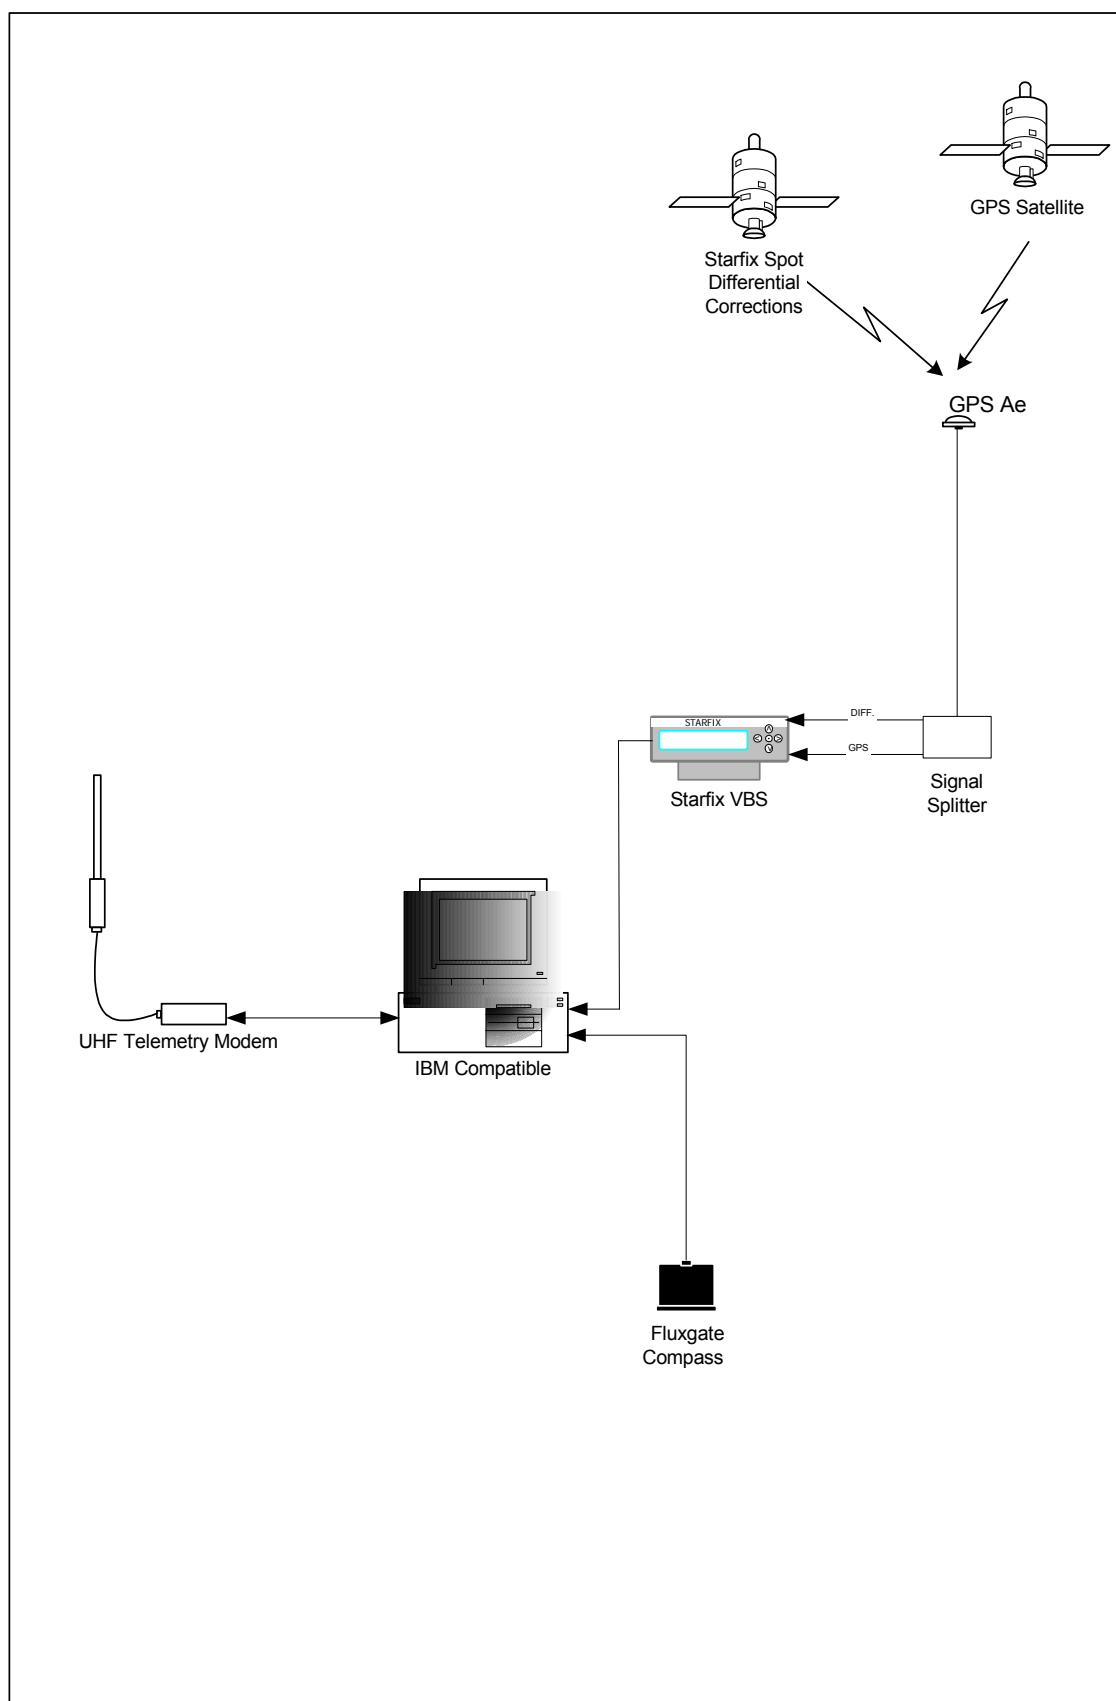 GPS Satellite
Starfix Spot
Differential
Corrections
GPS Ae
DIFF.
STARFIX
GPS
Starfix VBS
Signal
Splitter
UHF Telemetry Modem
IBM Compatible
Fluxgate
Compass